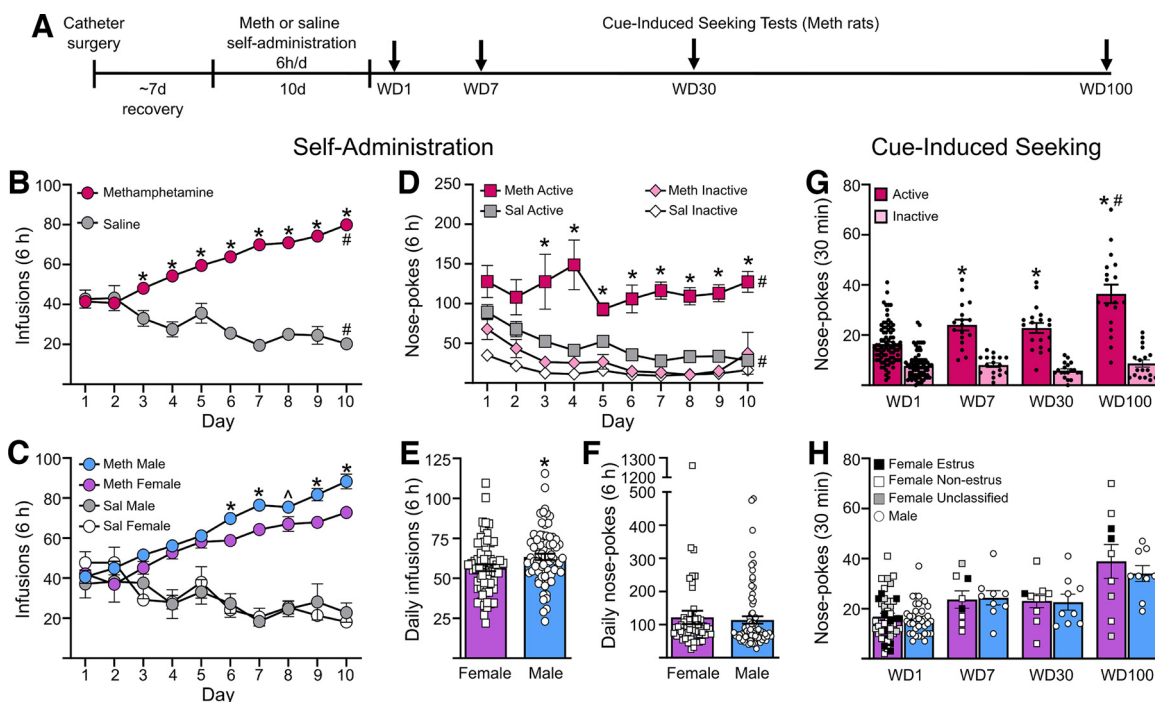 A
Catheter
surgery
Meth or saline
self-administration
6h/d
Cue-Induced Seeking Tests (Meth rats)
~7d
recovery
10d
WD1
WD7
WD30
WD100
Self-Administration
Cue-Induced Seeking
B
Infusions (6 h)
100
80
60
40
20
Methamphetamine
Saline
* * * * * * * *
#
#
1 2 3 4 5 6 7 8 9 10
Day
D
Nose-pokes (6 h)
250
200
150
100
50
Meth Active
Sal Active
Meth Inactive
Sal Inactive
* * * * * * * *
#
#
1 2 3 4 5 6 7 8 9 10
Day
G
Nose-pokes (30 min)
80
60
40
20
Active
Inactive
* * * #
WD1 WD7 WD30 WD100
C
Infusions (6 h)
100
80
60
40
20
Meth Male
Meth Female
Sal Male
Sal Female
* * ^ * *
1 2 3 4 5 6 7 8 9 10
Day
E
Daily infusions (6 h)
125
100
75
50
25
*
Female Male
F
Daily nose-pokes (6 h)
1300
1200
500
400
300
200
100
Female Male
H
Nose-pokes (30 min)
80
60
40
20
Female Estrus
Female Non-estrus
Female Unclassified
Male
WD1 WD7 WD30 WD100